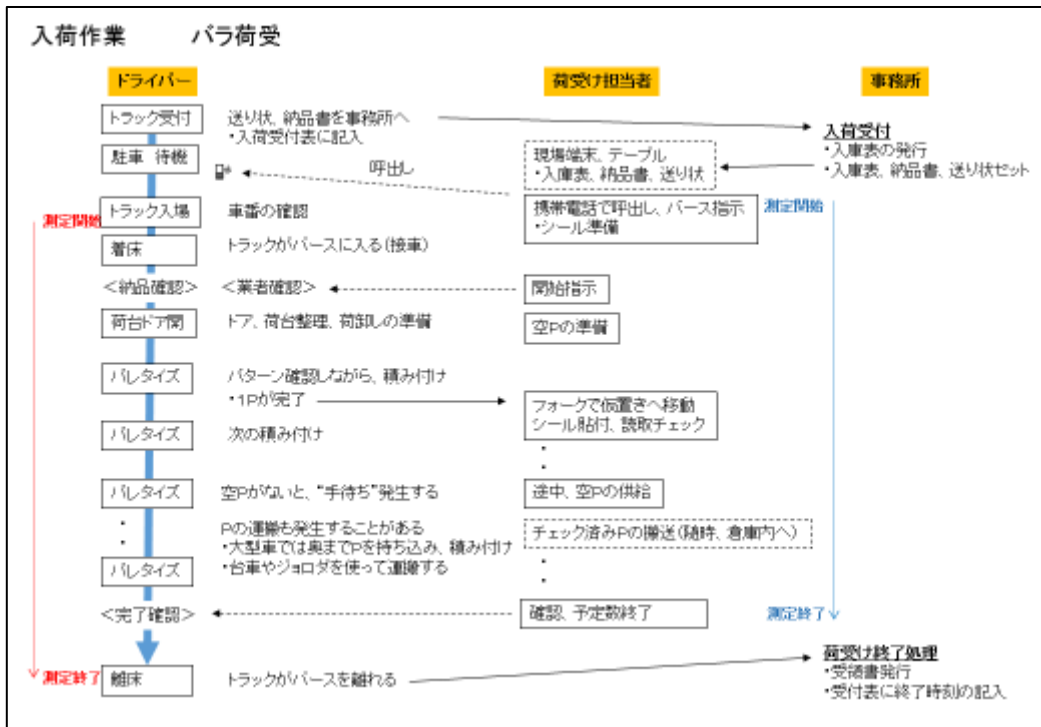 入荷作業　　バラ荷受
ドライバー
荷受け担当者
事務所
トラック受付
送り状、納品書を事務所へ
・入荷受付表に記入
入荷受付
・入庫表の発行
・入庫表、納品書、送り状セット
駐車　待機
呼出し
現場端末、テーブル
・入庫表、納品書、送り状
測定開始
トラック入場
車番の確認
携帯電話で呼出し、バース指示
・シール準備
測定開始
着床
トラックがバースに入る(接車)
＜納品確認＞
＜業者確認＞
開始指示
荷台ドア開
ドア、荷台整理、荷卸しの準備
空Pの準備
パレタイズ
パターン確認しながら、積み付け
・1Pが完了
フォークで仮置きへ移動
シール貼付、読取チェック
パレタイズ
次の積み付け
・
・
パレタイズ
空Pがないと、“手待ち”発生する
途中、空Pの供給
・
・
Pの運搬も発生することがある
・大型車では奥までPを持ち込み、積み付け
・台車やジョロダを使って運搬する
チェック済みPの搬送(随時、倉庫内へ)
・
・
パレタイズ
＜完了確認＞
確認、予定数終了
測定終了
測定終了
離床
トラックがバースを離れる
荷受け終了処理
・受領書発行
・受付表に終了時刻の記入